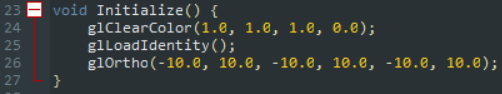 23 void Initialize() {
24 glClearColor(1.0, 1.0, 1.0, 0.0);
25 glLoadIdentity();
26 glOrtho(-10.0, 10.0, -10.0, 10.0, -10.0, 10.0);
27 }